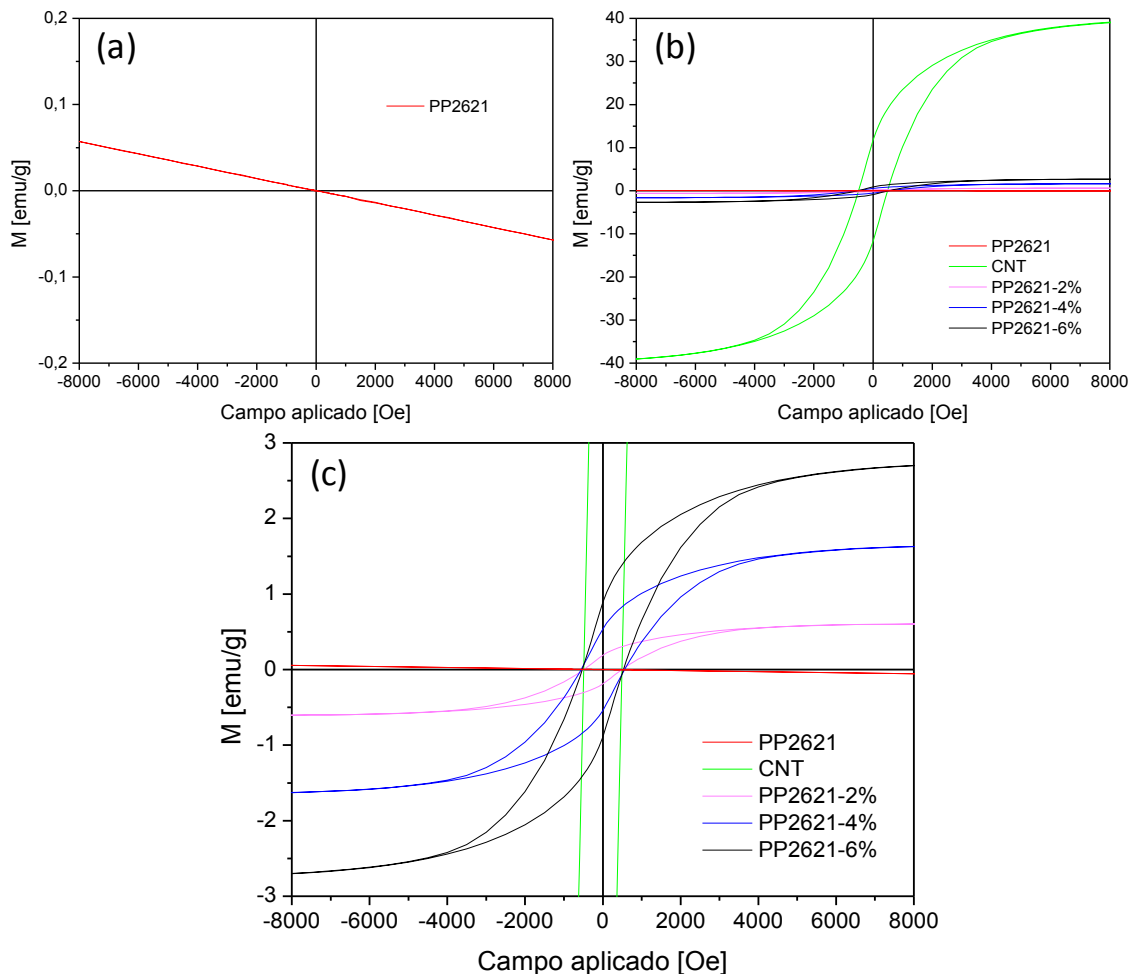 (a)
0,2
0,1
0,0
-0,1
-0,2
M [emu/g]
PP2621
-8000 -6000 -4000 -2000 0 2000 4000 6000 8000
Campo aplicado [Oe]
(b)
40
30
20
10
0
-10
-20
-30
-40
M [emu/g]
PP2621
CNT
PP2621-2%
PP2621-4%
PP2621-6%
-8000 -6000 -4000 -2000 0 2000 4000 6000 8000
Campo aplicado [Oe]
(c)
3
2
1
0
-1
-2
-3
M [emu/g]
PP2621
CNT
PP2621-2%
PP2621-4%
PP2621-6%
-8000 -6000 -4000 -2000 0 2000 4000 6000 8000
Campo aplicado [Oe]